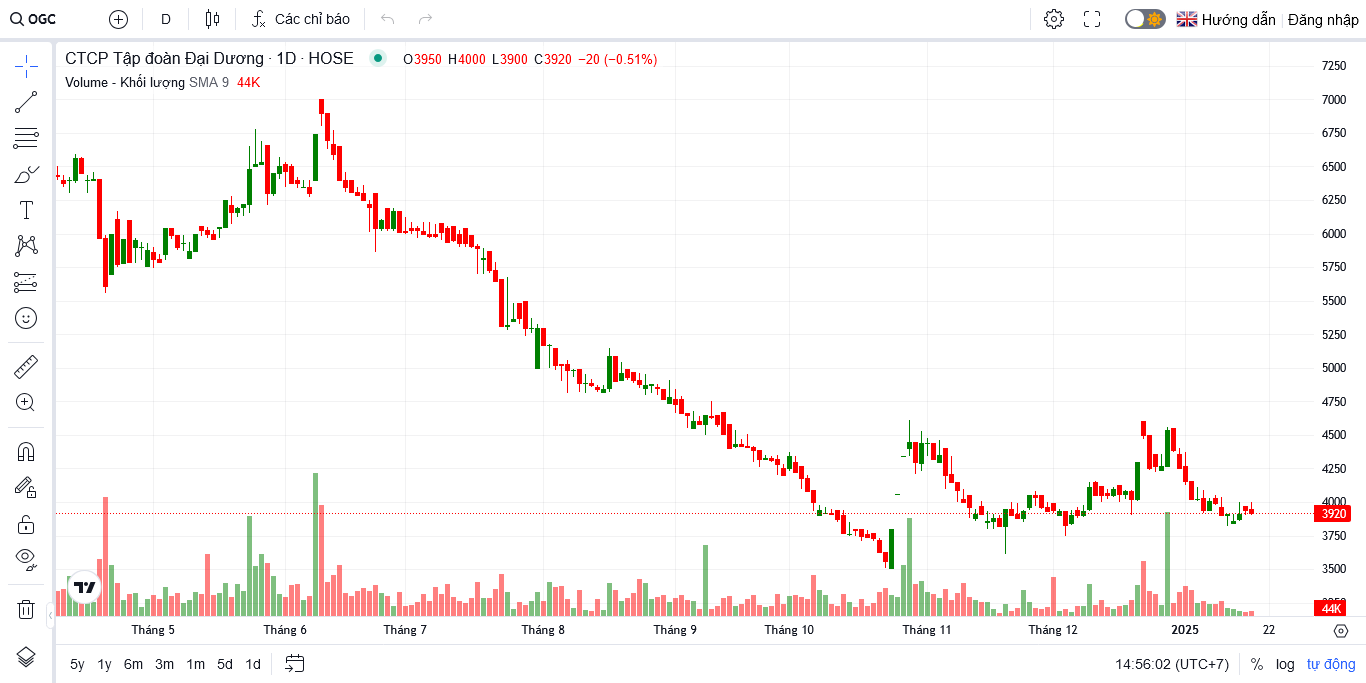 OGC D Các chỉ báo Hướng dẫn Đăng nhập
CTCP Tập đoàn Đại Dương · 1D · HOSE O3950 H4000 L3900 C3920 −20 (−0.51%)
Volume - Khối lượng SMA 9 44K
7250
7000
6750
6500
6250
6000
5750
5500
5250
5000
4750
4500
4250
4000
3920
3750
3500
44K
Tháng 5 Tháng 6 Tháng 7 Tháng 8 Tháng 9 Tháng 10 Tháng 11 Tháng 12 2025 22
5y 1y 6m 3m 1m 5d 1d 14:56:02 (UTC+7) % log tự động